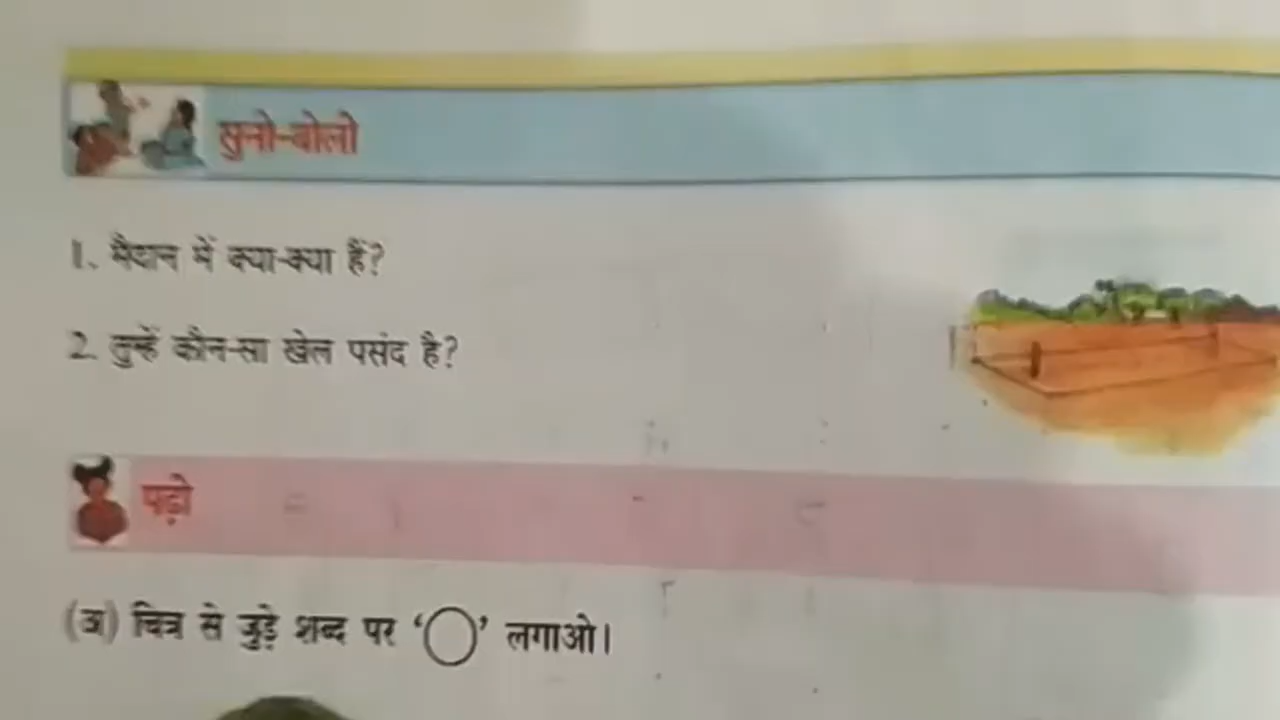 सुनो-बोलो
1. मैदान में क्या-क्या हैं?
2. तुम्हें कौन-सा खेल पसंद है?
पढ़ो
(अ) चित्र से जुड़े शब्द पर ‘◯’ लगाओ।